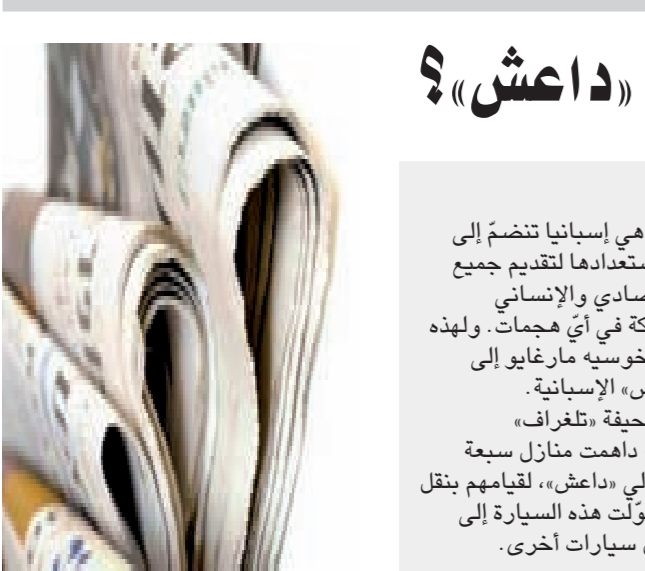 «داعش»؟
هي إسبانيا تنضمّ إلى
ستعدادها لتقديم جميع
صادي والإنساني
كة في أيّ هجمات. ولهذه
خوسيه مارغايو إلى
س» الإسبانية.
حيفة «تلغراف»
داهمت منازل سبعة
لي «داعش»، لقيامهم بنقل
وّلت هذه السيارة إلى
سيارات أخرى.